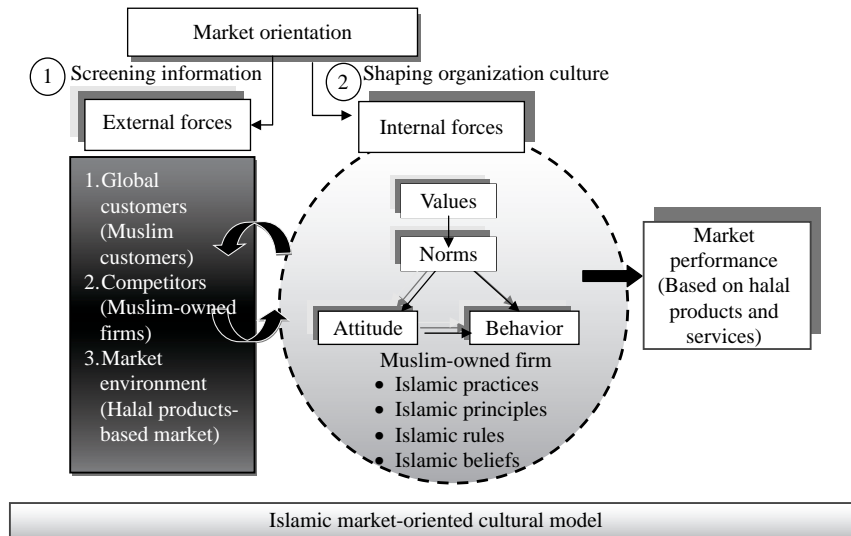 Market orientation
1 Screening information
2 Shaping organization culture
External forces
Internal forces
1.Global
customers
(Muslim
customers)
2.Competitors
(Muslim-owned
firms)
3.Market
environment
(Halal products-
based market)
Values
Norms
Attitude
Behavior
Muslim-owned firm
• Islamic practices
• Islamic principles
• Islamic rules
• Islamic beliefs
Market
performance
(Based on halal
products and
services)
Islamic market-oriented cultural model